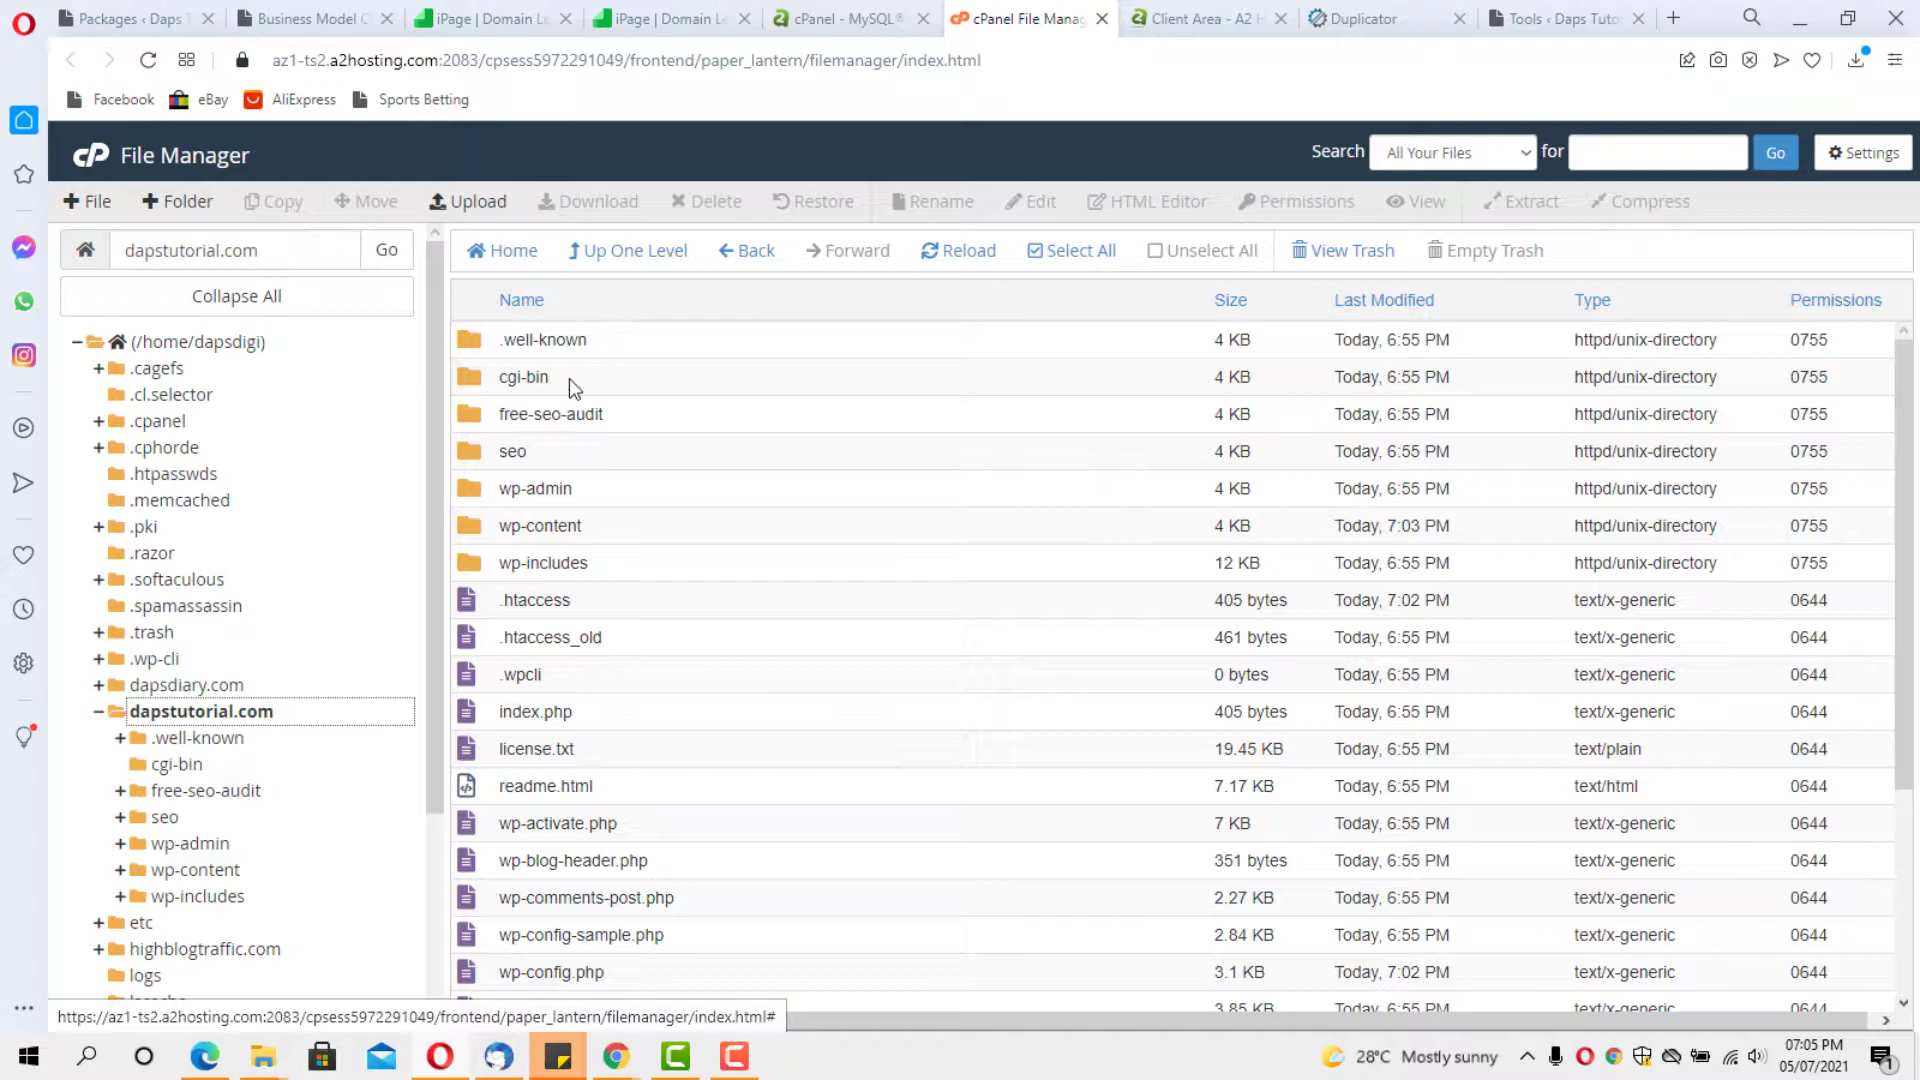 Packages ‹ Daps T
Business Model C
iPage | Domain L
iPage | Domain Le
cPanel - MySQL®
cPanel File Manag
Client Area - A2 H
Duplicator
Tools ‹ Daps Tuto
az1-ts2.a2hosting.com:2083/cpsess5972291049/frontend/paper_lantern/filemanager/index.html
Facebook
eBay
AliExpress
Sports Betting
cP File Manager
Search All Your Files for Go Settings
File Folder Copy Move Upload Download Delete Restore Rename Edit HTML Editor Permissions View Extract Compress
dapstutorial.com Go
Home Up One Level Back Forward Reload Select All Unselect All View Trash Empty Trash
Collapse All
(/home/dapsdigi)
.cagefs
.cl.selector
.cpanel
.cphorde
.htpasswds
.memcached
.pki
.razor
.softaculous
.spamassassin
.trash
.wp-cli
dapsdiary.com
dapstutorial.com
.well-known
cgi-bin
free-seo-audit
seo
wp-admin
wp-content
wp-includes
etc
highblogtraffic.com
logs
Name Size Last Modified Type Permissions
.well-known 4 KB Today, 6:55 PM httpd/unix-directory 0755
cgi-bin 4 KB Today, 6:55 PM httpd/unix-directory 0755
free-seo-audit 4 KB Today, 6:55 PM httpd/unix-directory 0755
seo 4 KB Today, 6:55 PM httpd/unix-directory 0755
wp-admin 4 KB Today, 6:55 PM httpd/unix-directory 0755
wp-content 4 KB Today, 7:03 PM httpd/unix-directory 0755
wp-includes 12 KB Today, 6:55 PM httpd/unix-directory 0755
.htaccess 405 bytes Today, 7:02 PM text/x-generic 0644
.htaccess_old 461 bytes Today, 6:55 PM text/x-generic 0644
.wpcli 0 bytes Today, 6:55 PM text/x-generic 0644
index.php 405 bytes Today, 6:55 PM text/x-generic 0644
license.txt 19.45 KB Today, 6:55 PM text/plain 0644
readme.html 7.17 KB Today, 6:55 PM text/html 0644
wp-activate.php 7 KB Today, 6:55 PM text/x-generic 0644
wp-blog-header.php 351 bytes Today, 6:55 PM text/x-generic 0644
wp-comments-post.php 2.27 KB Today, 6:55 PM text/x-generic 0644
wp-config-sample.php 2.84 KB Today, 6:55 PM text/x-generic 0644
wp-config.php 3.1 KB Today, 7:02 PM text/x-generic 0644
3.85 KB Today, 6:55 PM text/x-generic 0644
https://az1-ts2.a2hosting.com:2083/cpsess5972291049/frontend/paper_lantern/filemanager/index.html#
28°C Mostly sunny
07:05 PM
05/07/2021
1